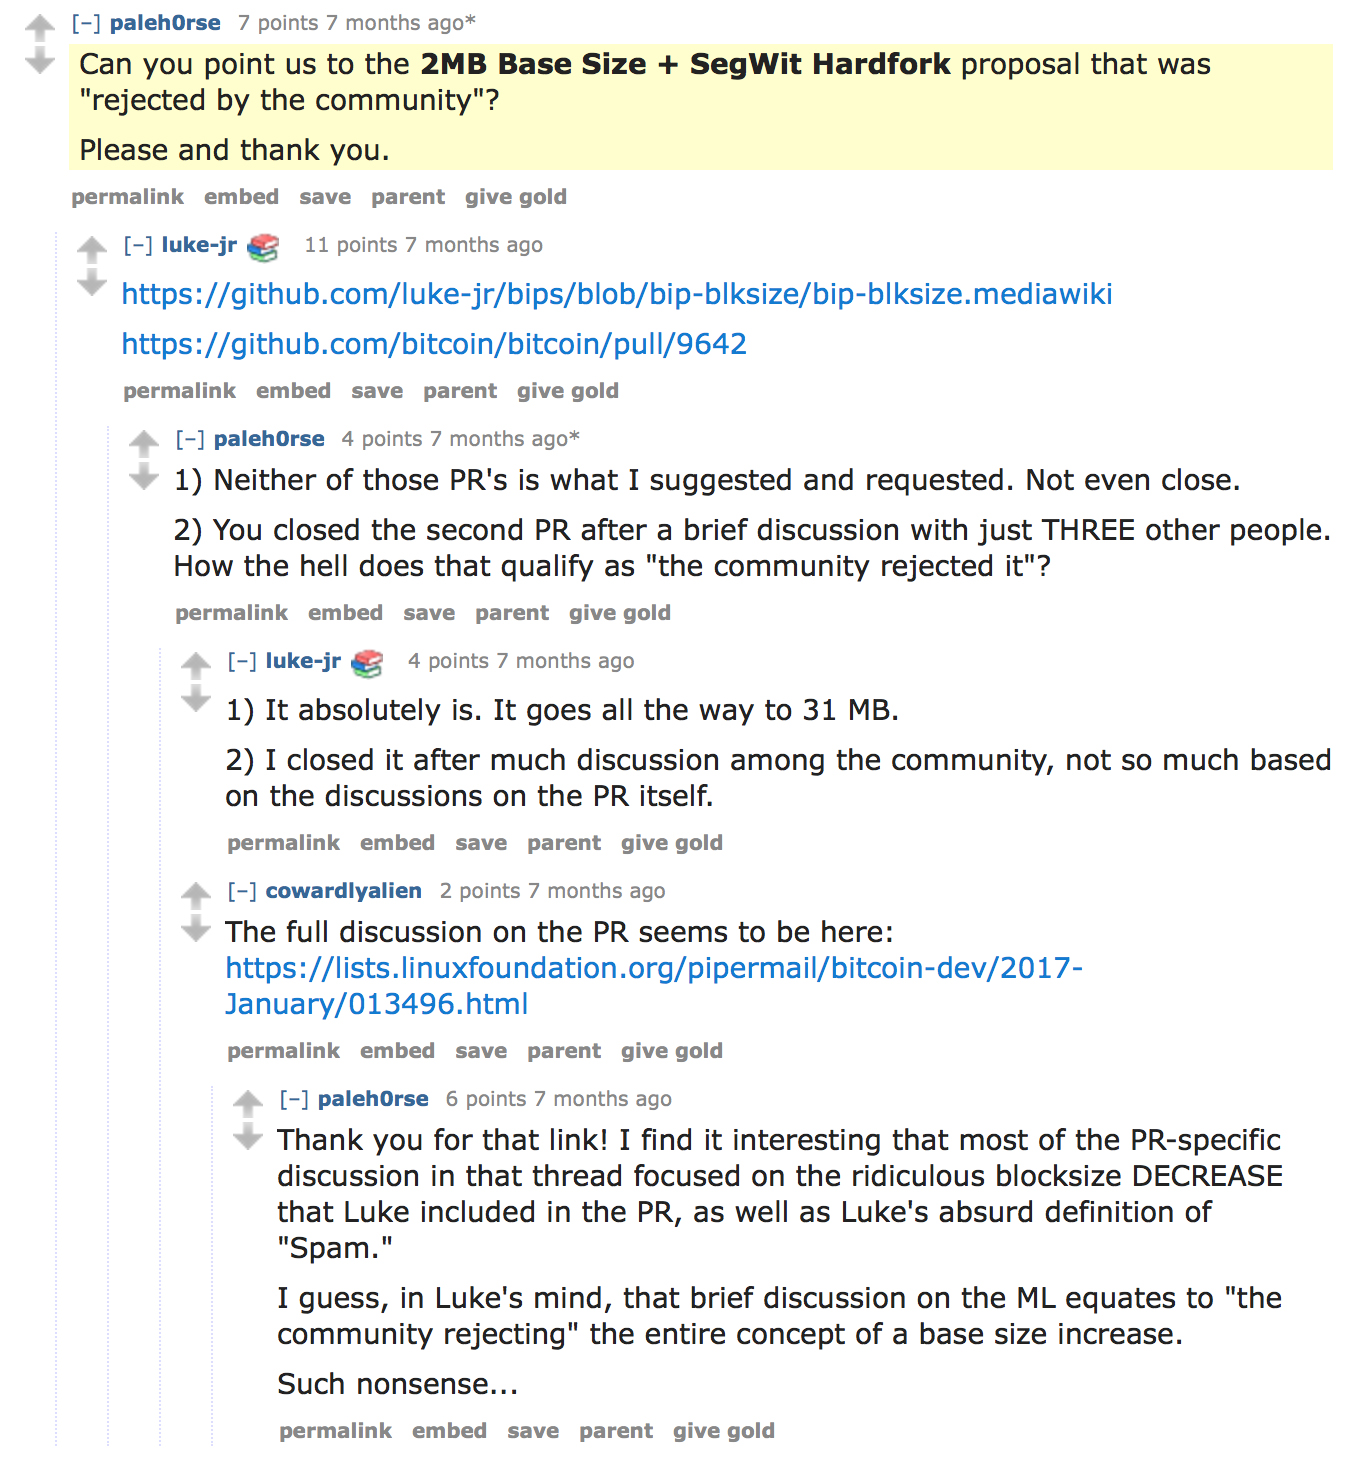 [–] paleh0rse 7 points 7 months ago*
Can you point us to the 2MB Base Size + SegWit Hardfork proposal that was
"rejected by the community"?
Please and thank you.
permalink embed save parent give gold
[–] luke-jr 11 points 7 months ago
https://github.com/luke-jr/bips/blob/bip-blksize/bip-blksize.mediawiki
https://github.com/bitcoin/bitcoin/pull/9642
permalink embed save parent give gold
[–] paleh0rse 4 points 7 months ago*
1) Neither of those PR's is what I suggested and requested. Not even close.
2) You closed the second PR after a brief discussion with just THREE other people.
How the hell does that qualify as "the community rejected it"?
permalink embed save parent give gold
[–] luke-jr 4 points 7 months ago
1) It absolutely is. It goes all the way to 31 MB.
2) I closed it after much discussion among the community, not so much based
on the discussions on the PR itself.
permalink embed save parent give gold
[–] cowardlyalien 2 points 7 months ago
The full discussion on the PR seems to be here:
https://lists.linuxfoundation.org/pipermail/bitcoin-dev/2017-
January/013496.html
permalink embed save parent give gold
[–] paleh0rse 6 points 7 months ago
Thank you for that link! I find it interesting that most of the PR-specific
discussion in that thread focused on the ridiculous blocksize DECREASE
that Luke included in the PR, as well as Luke's absurd definition of
"Spam."
I guess, in Luke's mind, that brief discussion on the ML equates to "the
community rejecting" the entire concept of a base size increase.
Such nonsense...
permalink embed save parent give gold